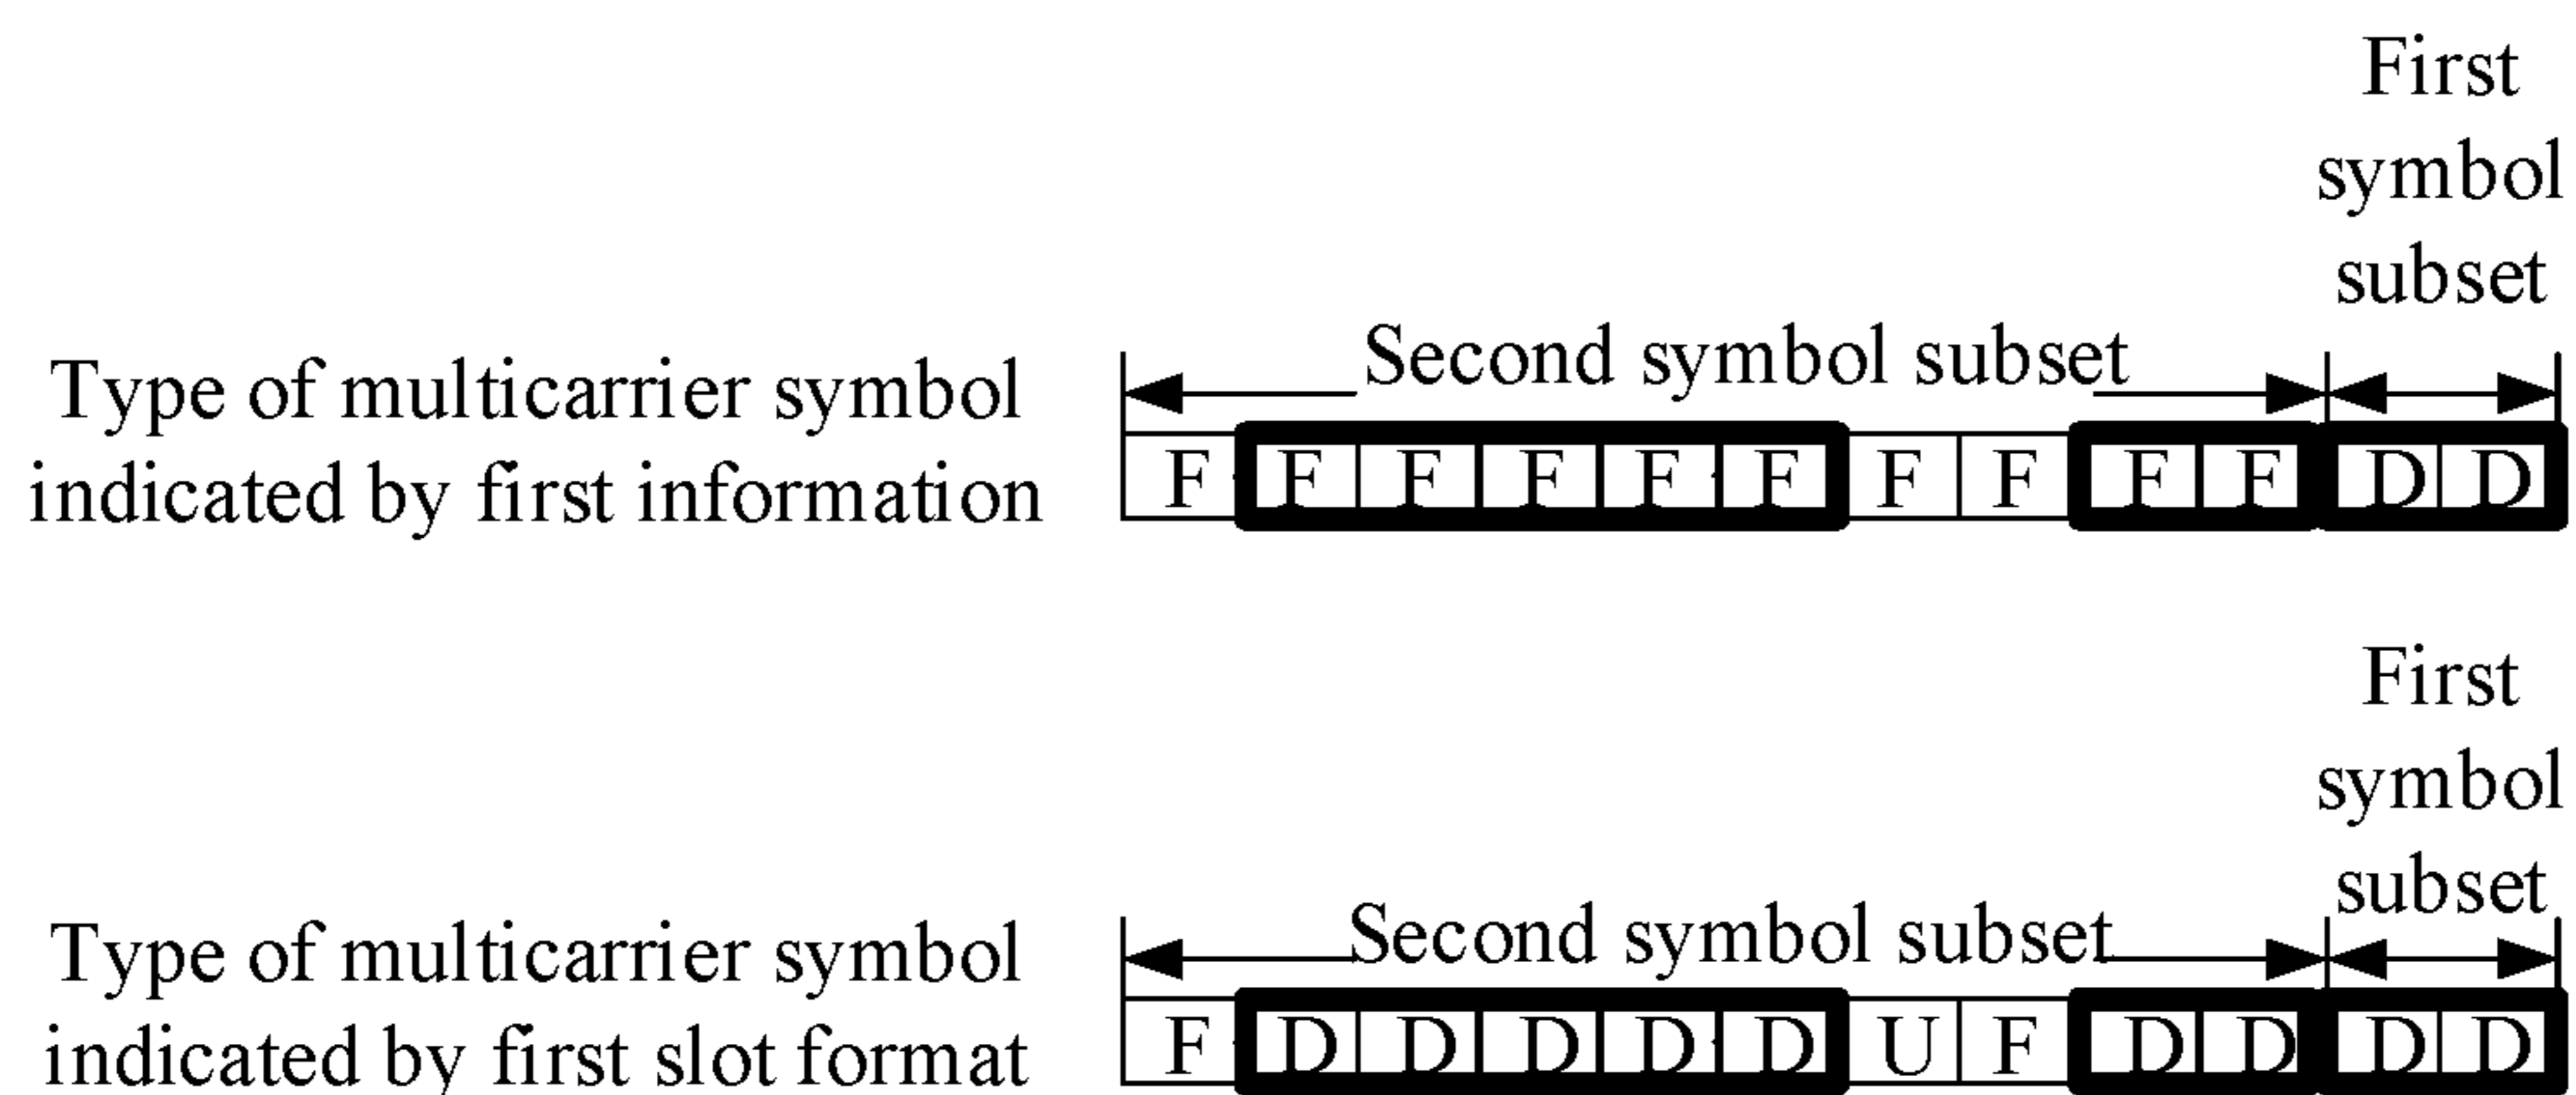 First
symbol
subset
Second symbol subset
Type of multicarrier symbol
indicated by first information
F F F F F F F F F F D D
First
symbol
subset
Second symbol subset
Type of multicarrier symbol
indicated by first slot format
F D D D D D U F D D D D